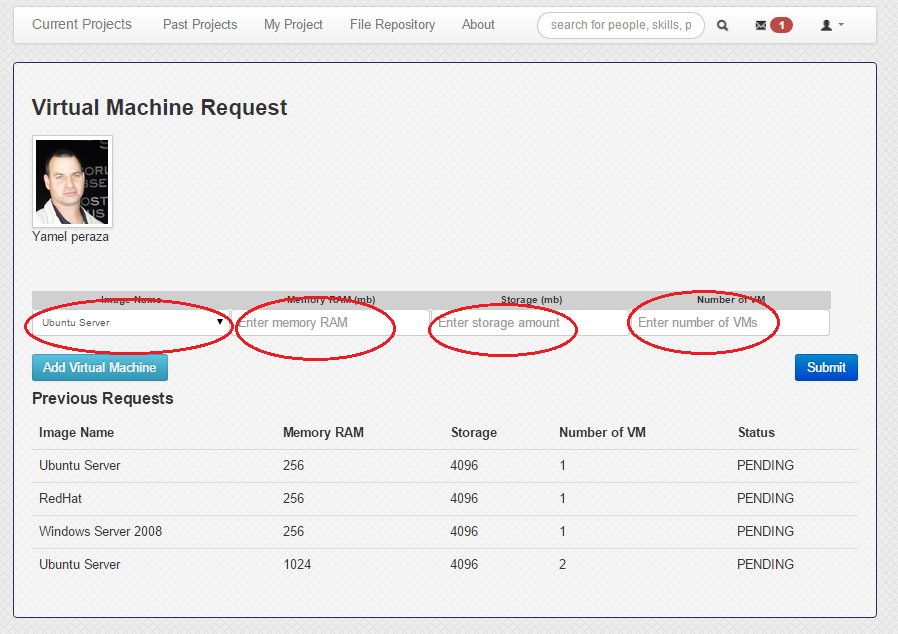 Current Projects Past Projects My Project File Repository About search for people, skills, p 1
Virtual Machine Request
Yamel peraza
Image Name Memory RAM (mb) Storage (mb) Number of VM
Ubuntu Server Enter memory RAM Enter storage amount Enter number of VMs
Add Virtual Machine Submit
Previous Requests
Image Name Memory RAM Storage Number of VM Status
Ubuntu Server 256 4096 1 PENDING
RedHat 256 4096 1 PENDING
Windows Server 2008 256 4096 1 PENDING
Ubuntu Server 1024 4096 2 PENDING